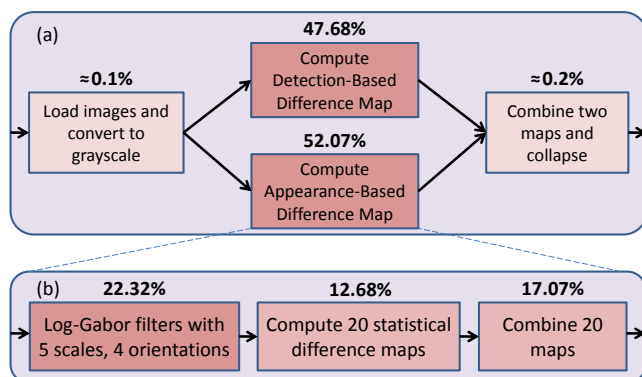 (a)
≈0.1%
Load images and
convert to
grayscale
47.68%
Compute
Detection-Based
Difference Map
52.07%
Compute
Appearance-Based
Difference Map
≈0.2%
Combine two
maps and
collapse
(b)
22.32%
Log-Gabor filters with
5 scales, 4 orientations
12.68%
Compute 20 statistical
difference maps
17.07%
Combine 20
maps